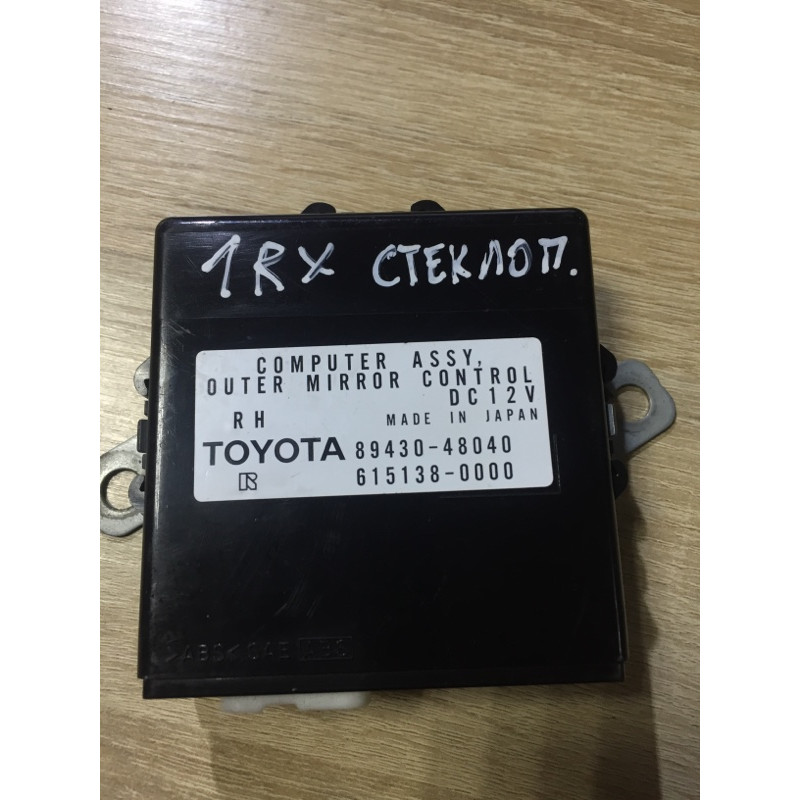 1RX СТЕКЛОП.
COMPUTER ASSY,
OUTER MIRROR CONTROL
DC12V
RH MADE IN JAPAN
TOYOTA 89430-48040
R 615138-0000